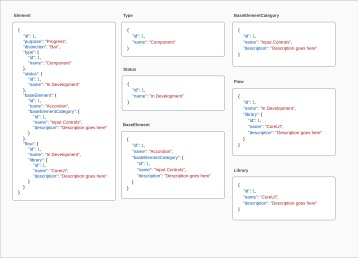 Element
{
"id": 1,
"purpose": "Progress",
"distinction": "Bar",
"type": {
"id": 1,
"name": "Component"
},
"status": {
"id": 1,
"name": "In Development"
},
"baseElement": {
"id": 1,
"name": "Accordion",
"baseElementCategory": {
"id": 1,
"name": "Input Controls",
"description": "Description goes here"
}
},
"flow": {
"id": 1,
"name": "In Development",
"library": {
"id": 1,
"name": "CoreUI",
"description": "Description goes here"
}
}
}
Type
{
"id": 1,
"name": "Component"
}
Status
{
"id": 1,
"name": "In Development"
}
BaseElement
{
"id": 1,
"name": "Accordion",
"baseElementCategory": {
"id": 1,
"name": "Input Controls",
"description": "Description goes here"
}
}
BaseElementCategory
{
"id": 1,
"name": "Input Controls",
"description": "Description goes here"
}
Flow
{
"id": 1,
"name": "In Development",
"library": {
"id": 1,
"name": "CoreUI",
"description": "Description goes here"
}
}
Library
{
"id": 1,
"name": "CoreUI",
"description": "Description goes here"
}